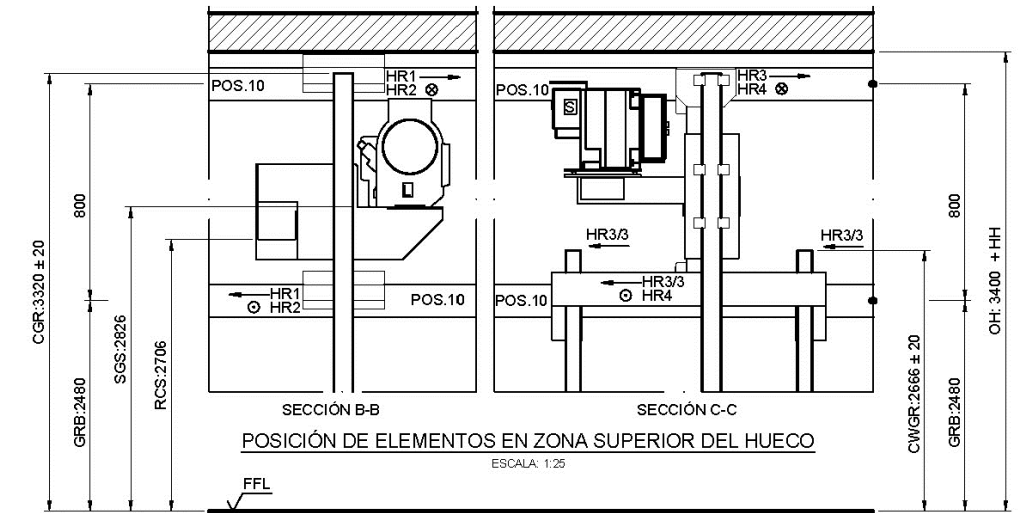 POS.10
HR1
HR2
POS.10
S
HR3
HR4
HR3/3
HR3/3
HR1
HR2
POS.10
POS.10
HR3/3
HR4
CGR:3320 ± 20
800
GRB:2480
SGS:2826
RCS:2706
800
GRB:2480
CWGR:2666 ± 20
OH: 3400 +HH
SECCIÓN B-B
SECCIÓN C-C
POSICIÓN DE ELEMENTOS EN ZONA SUPERIOR DEL HUECO
ESCALA: 1:25
FFL